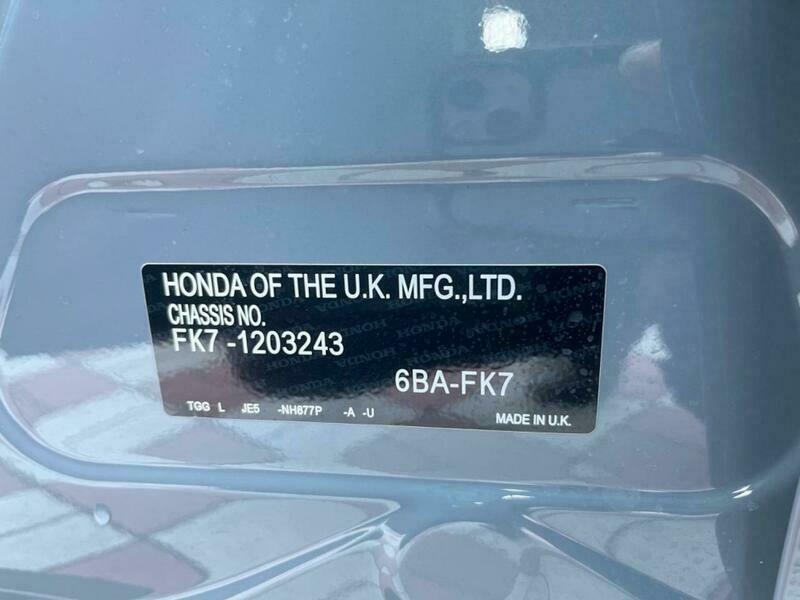 HONDA OF THE U.K. MFG.,LTD.
CHASSIS NO.
FK7 -1203243
6BA-FK7
TGG L JE5 -NH877P -A -U
MADE IN U.K.